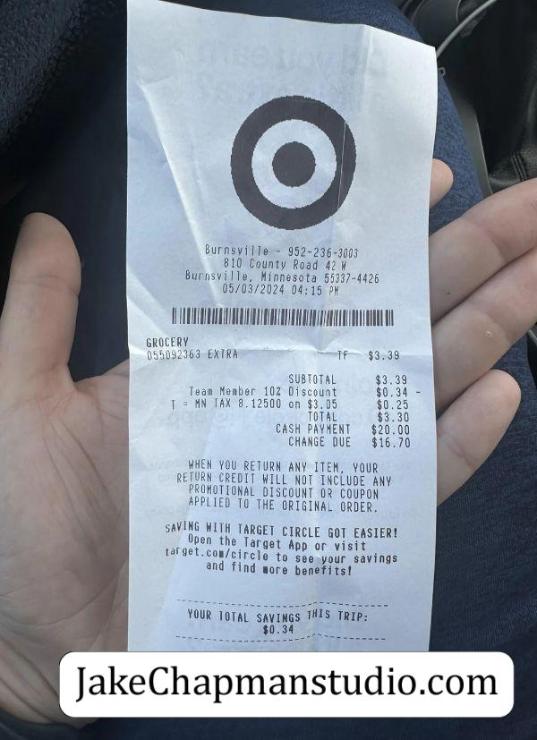 Burnsville - 952-236-3003
810 County Road 42 W
Burnsville, Minnesota 55337-4426
05/03/2024 04:15 PM
GROCERY
055092363 EXTRA TF $3.39
SUBTOTAL $3.39
Team Member 10% Discount $0.34 -
T = MN TAX 8.12500 on $3.05 $0.25
TOTAL $3.30
CASH PAYMENT $20.00
CHANGE DUE $16.70
WHEN YOU RETURN ANY ITEM, YOUR
RETURN CREDIT WILL NOT INCLUDE ANY
PROMOTIONAL DISCOUNT OR COUPON
APPLIED TO THE ORIGINAL ORDER.
SAVING WITH TARGET CIRCLE GOT EASIER!
Open the Target App or visit
target.com/circle to see your savings
and find more benefits!
YOUR TOTAL SAVINGS THIS TRIP:
$0.34
JakeChapmanstudio.com